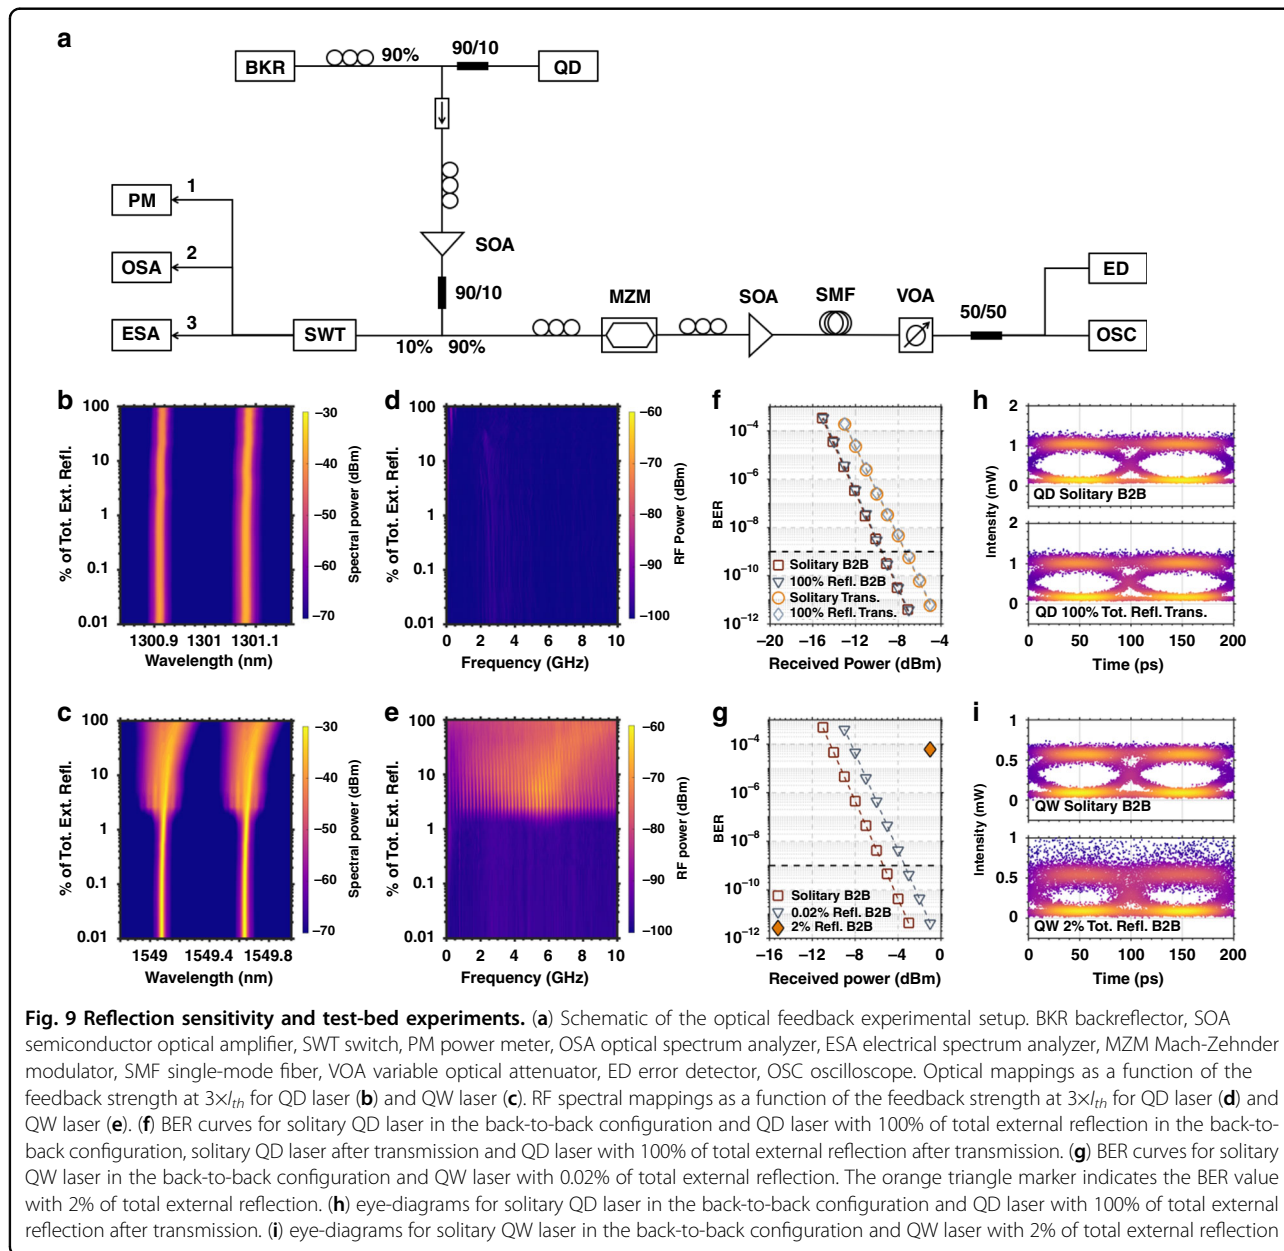 a
BKR
90%
90/10
QD
PM
1
SOA
OSA
2
90/10
ED
MZM
SOA
SMF
VOA
50/50
ESA
3
SWT
10%
90%
OSC
b
100
10
1
0.1
0.01
% of Tot. Ext. Refl.
1300.9
1301
1301.1
Wavelength (nm)
−30
−40
−50
−60
−70
Spectral power (dBm)
d
0
2
4
6
8
10
Frequency (GHz)
−60
−70
−80
−90
−100
RF Power (dBm)
f
BER
10−4
10−6
10−8
10−10
10−12
Solitary B2B
100% Refl. B2B
Solitary Trans.
100% Refl. Trans.
−20
−16
−12
−8
−4
Received Power (dBm)
h
2
1
0
QD Solitary B2B
Intensity (mW)
2
1
0
QD 100% Tot. Refl. Trans.
0
50
100
150
200
Time (ps)
c
100
10
1
0.1
0.01
% of Tot. Ext. Refl.
1549
1549.4
1549.8
Wavelength (nm)
−30
−40
−50
−60
−70
Spectral power (dBm)
e
100
10
1
0.1
0.01
% of Tot. Ext. Refl.
0
2
4
6
8
10
Frequency (GHz)
−60
−70
−80
−90
−100
RF power (dBm)
g
BER
10−4
10−6
10−8
10−10
10−12
Solitary B2B
0.02% Refl. B2B
2% Refl. B2B
−16
−12
−8
−4
0
Received power (dBm)
i
1
0.5
0
QW Solitary B2B
Intensity (mW)
1
0.5
0
QW 2% Tot. Refl. B2B
0
50
100
150
200
Time (ps)
Fig. 9 Reflection sensitivity and test-bed experiments. (a) Schematic of the optical feedback experimental setup. BKR backreflector, SOA
semiconductor optical amplifier, SWT switch, PM power meter, OSA optical spectrum analyzer, ESA electrical spectrum analyzer, MZM Mach-Zehnder
modulator, SMF single-mode fiber, VOA variable optical attenuator, ED error detector, OSC oscilloscope. Optical mappings as a function of the
feedback strength at 3×Ith for QD laser (b) and QW laser (c). RF spectral mappings as a function of the feedback strength at 3×Ith for QD laser (d) and
QW laser (e). (f) BER curves for solitary QD laser in the back-to-back configuration and QD laser with 100% of total external reflection in the back-to-
back configuration, solitary QD laser after transmission and QD laser with 100% of total external reflection after transmission. (g) BER curves for solitary
QW laser in the back-to-back configuration and QW laser with 0.02% of total external reflection. The orange triangle marker indicates the BER value
with 2% of total external reflection. (h) eye-diagrams for solitary QD laser in the back-to-back configuration and QD laser with 100% of total external
reflection after transmission. (i) eye-diagrams for solitary QW laser in the back-to-back configuration and QW laser with 2% of total external reflection